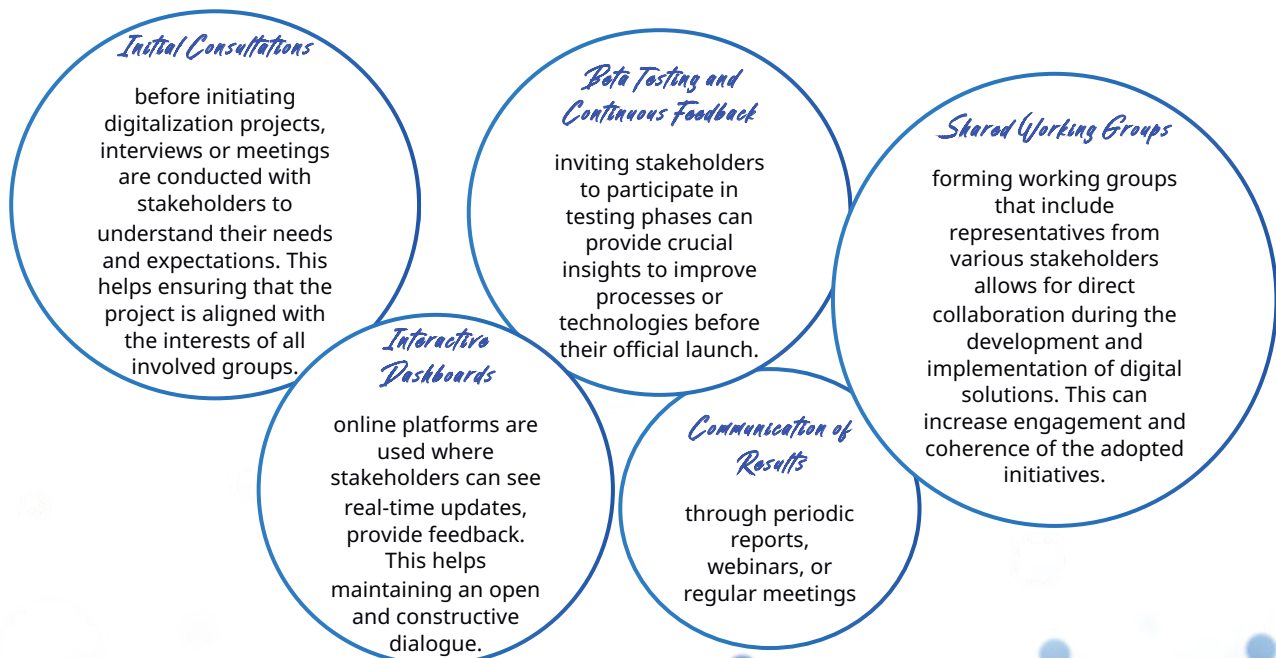 Initial Consultations
before initiating
digitalization projects,
interviews or meetings
are conducted with
stakeholders to
understand their needs
and expectations. This
helps ensuring that the
project is aligned with
the interests of all
involved groups.
Interactive
Dashboards
online platforms are
used where
stakeholders can see
real-time updates,
provide feedback.
This helps
maintaining an open
and constructive
dialogue.
Beta Testing and
Continuous Feedback
inviting stakeholders
to participate in
testing phases can
provide crucial
insights to improve
processes or
technologies before
their official launch.
Communication of
Results
through periodic
reports,
webinars, or
regular meetings
Shared Working Groups
forming working groups
that include
representatives from
various stakeholders
allows for direct
collaboration during the
development and
implementation of digital
solutions. This can
increase engagement and
coherence of the adopted
initiatives.